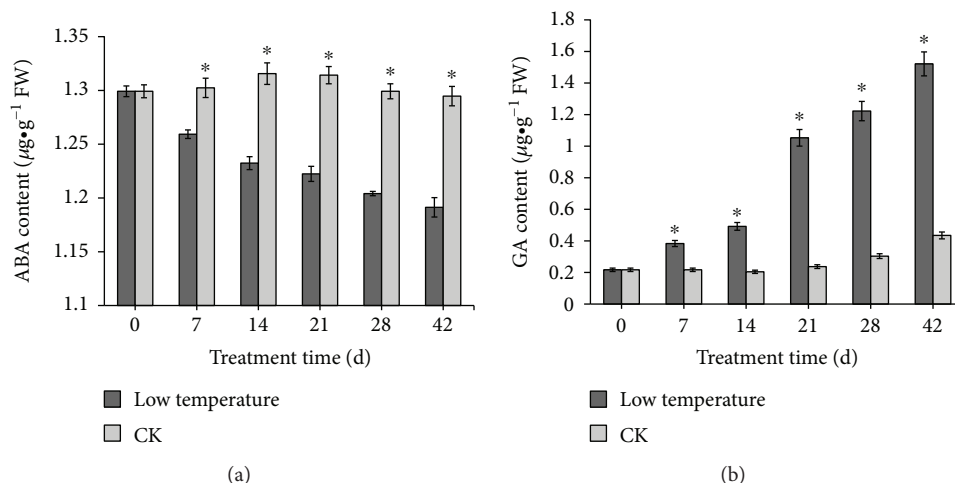 ABA content (µg•g⁻¹ FW)
1.35
1.3
1.25
1.2
1.15
1.1
* * * * *
0 7 14 21 28 42
Treatment time (d)
Low temperature
CK
(a)
GA content (µg•g⁻¹ FW)
1.8
1.6
1.4
1.2
1
0.8
0.6
0.4
0.2
0
* * * * *
0 7 14 21 28 42
Treatment time (d)
Low temperature
CK
(b)